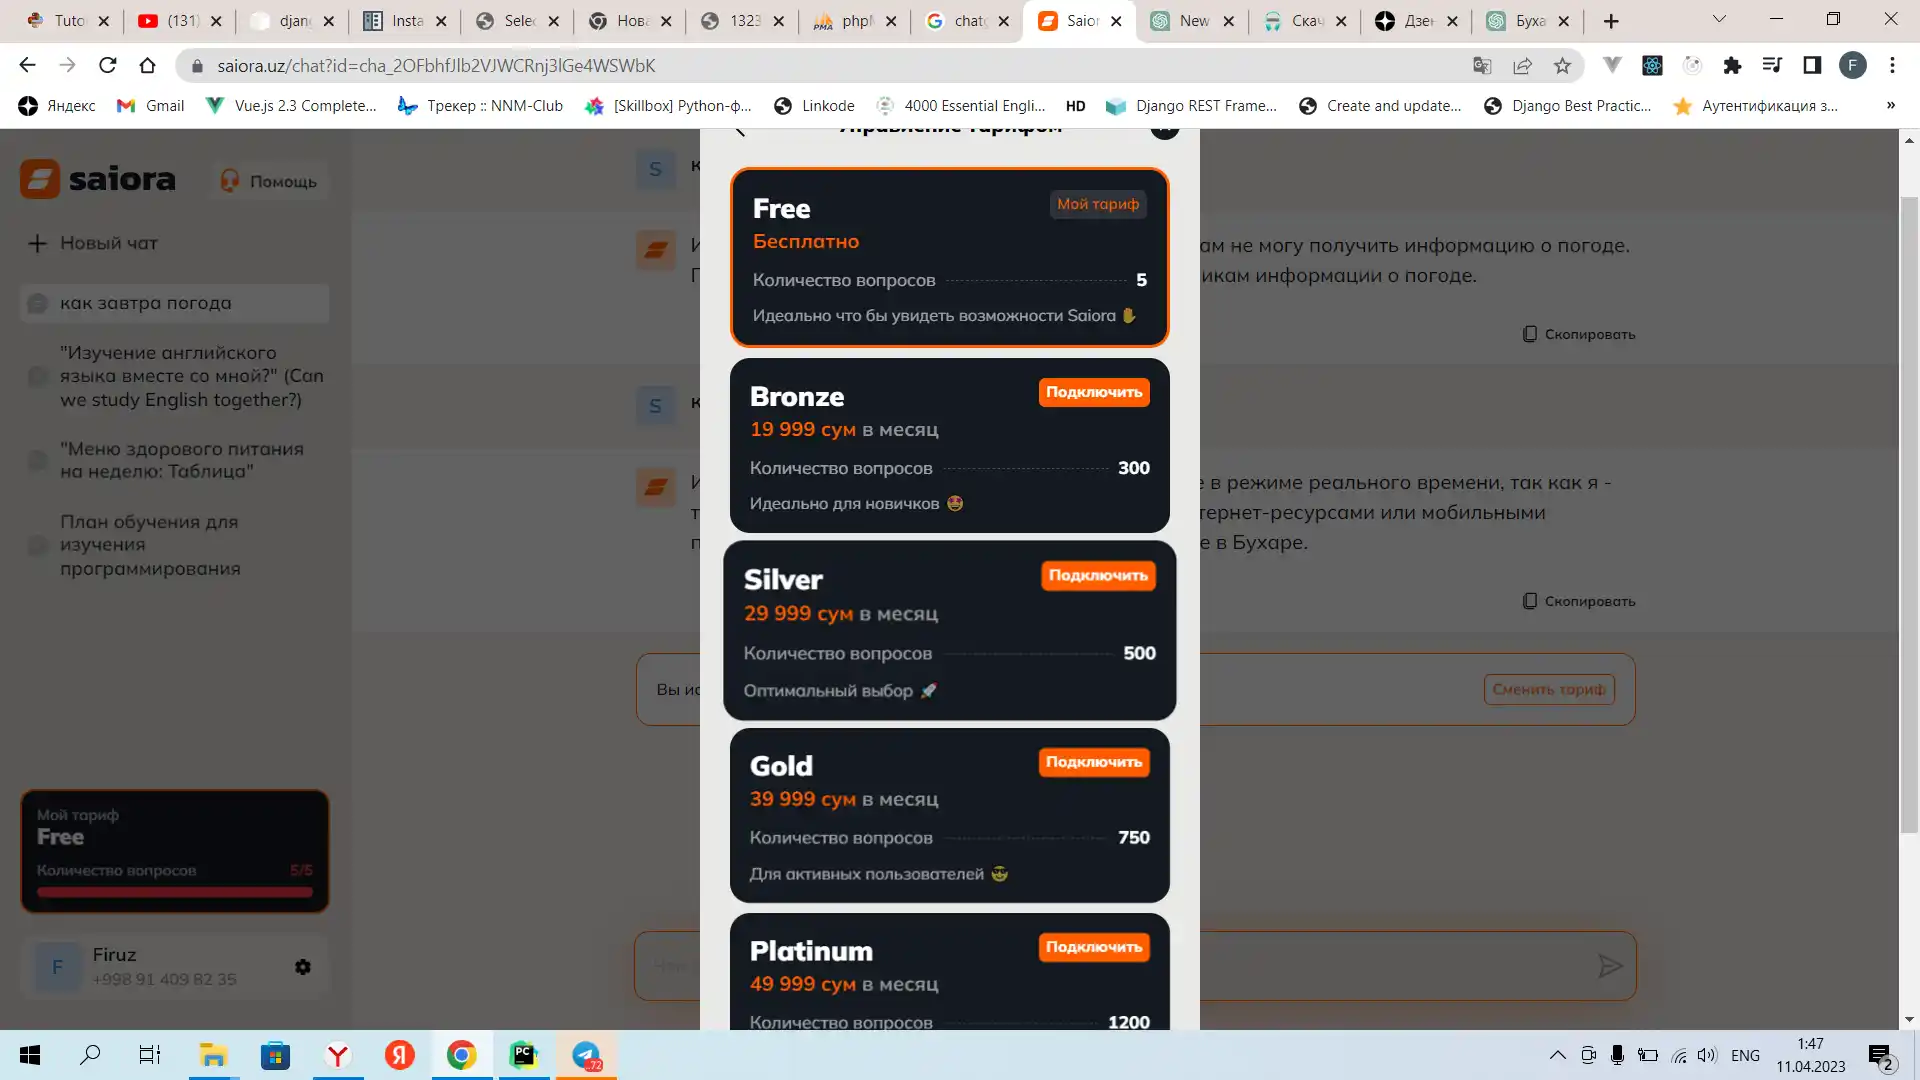 Tuto
(131)
djan
Insta
Selec
Нова
1323
phpM
chatg
Saior
New
Скач
Дзен
Буха
saiora.uz/chat?id=cha_2OFbhfJlb2VJWCRnj3lGe4WSWbK
F
Яндекс
Gmail
Vue.js 2.3 Complete...
Трекер :: NNM-Club
[Skillbox] Python-ф...
Linkode
4000 Essential Engli...
HD
Django REST Frame...
Create and update...
Django Best Practic...
Аутентификация з...
»
saiora
Помощь
Новый чат
как завтра погода
"Изучение английского
языка вместе со мной?" (Can
we study English together?)
"Меню здорового питания
на неделю: Таблица"
План обучения для
изучения
программирования
Мой тариф
Free
Количество вопросов 5/5
F
Firuz
+998 91 409 82 35
S
ам не могу получить информацию о погоде.
икам информации о погоде.
Скопировать
S
е в режиме реального времени, так как я -
тернет-ресурсами или мобильными
е в Бухаре.
Скопировать
Вы ис
Сменить тариф
Управление тарифом
Free
Мой тариф
Бесплатно
Количество вопросов 5
Идеально что бы увидеть возможности Saiora ✋
Bronze
Подключить
19 999 сум в месяц
Количество вопросов 300
Идеально для новичков 🤩
Silver
Подключить
29 999 сум в месяц
Количество вопросов 500
Оптимальный выбор 🚀
Gold
Подключить
39 999 сум в месяц
Количество вопросов 750
Для активных пользователей 😎
Platinum
Подключить
49 999 сум в месяц
Количество вопросов 1200
PC
72
ENG
1:47
11.04.2023
2